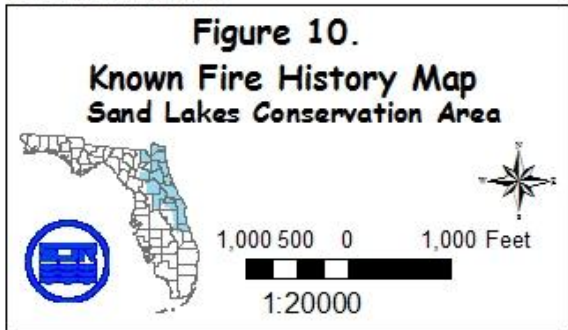 Figure 10.
Known Fire History Map
Sand Lakes Conservation Area
1,000 500 0 1,000 Feet
1:20000